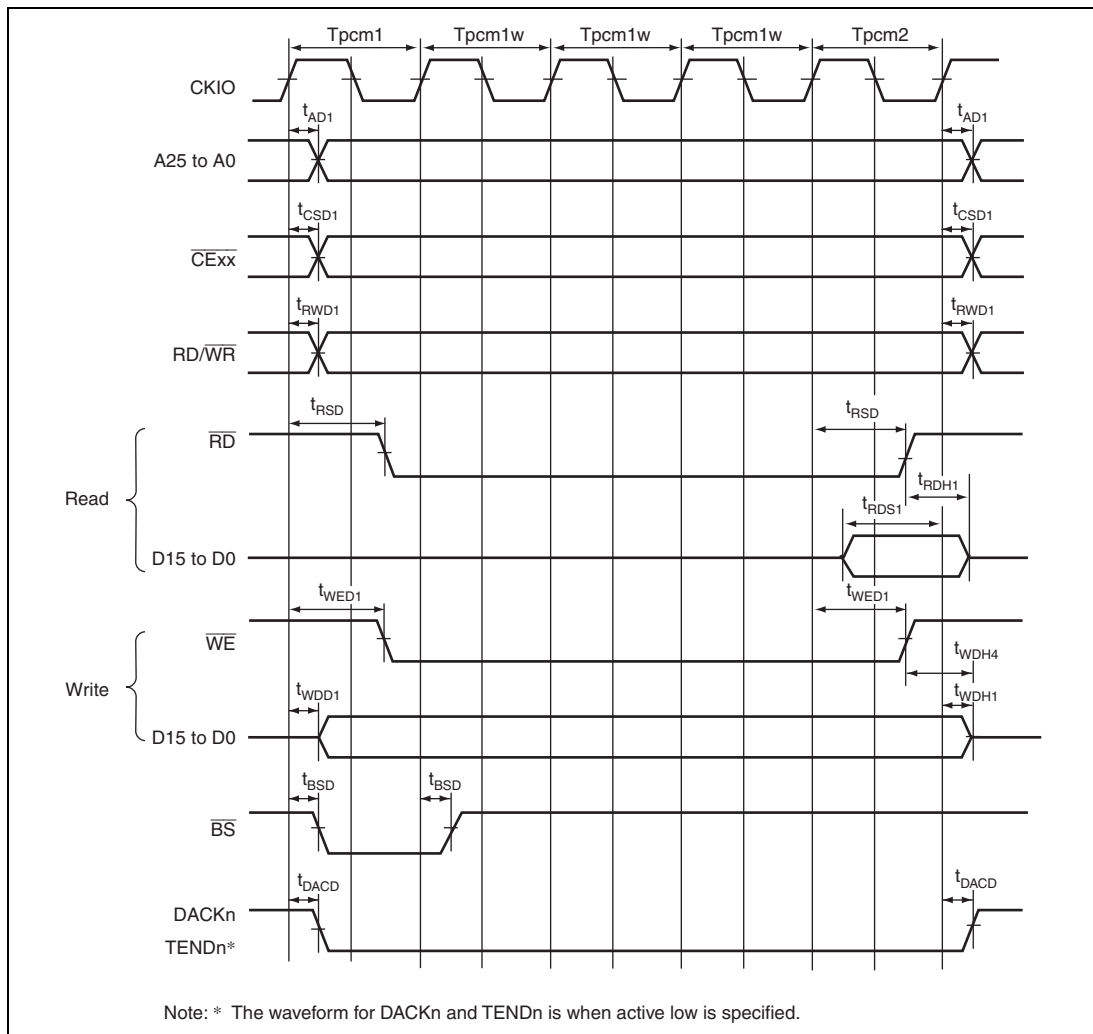 Tpcm1 Tpcm1w Tpcm1w Tpcm1w Tpcm2
CKIO
tAD1 tAD1
A25 to A0
tCSD1 tCSD1
CExx
tRWD1 tRWD1
RD/WR
tRSD tRSD
RD
tRDH1
Read
tRDS1
D15 to D0
tWED1 tWED1
WE
tWDH4
Write
tWDD1 tWDH1
D15 to D0
tBSD tBSD
BS
tDACD tDACD
DACKn
TENDn*
Note: * The waveform for DACKn and TENDn is when active low is specified.